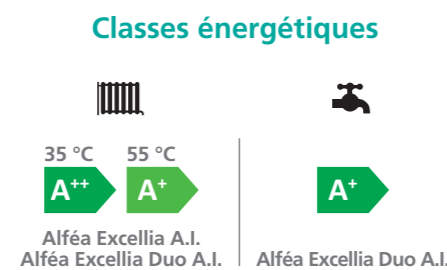 Classes énergétiques
35 °C 55 °C
A++ A+ A+
Alféa Excellia A.I.
Alféa Excellia Duo A.I. Alféa Excellia Duo A.I.